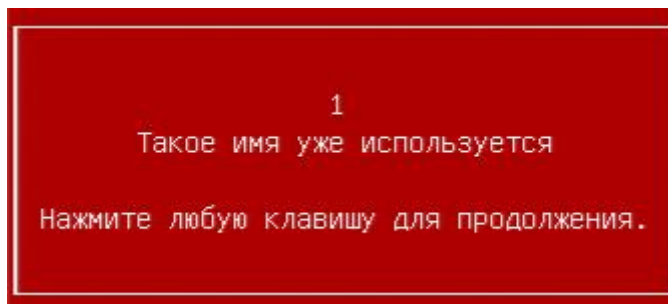 1
Такое имя уже используется
Нажмите любую клавишу для продолжения.